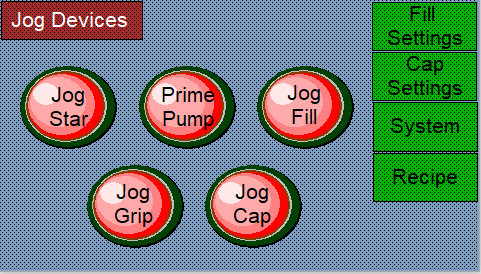 Jog Devices
Fill
Settings
Cap
Settings
System
Recipe
Jog
Star
Prime
Pump
Jog
Fill
Jog
Grip
Jog
Cap